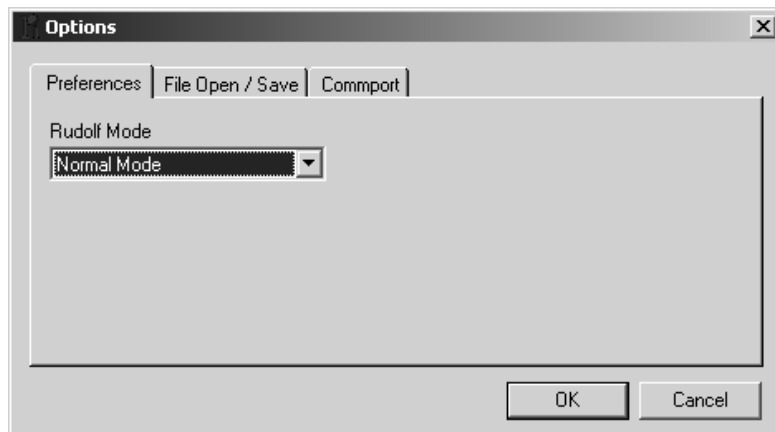 Options
Preferences File Open / Save Commport
Rudolf Mode
Normal Mode
OK Cancel